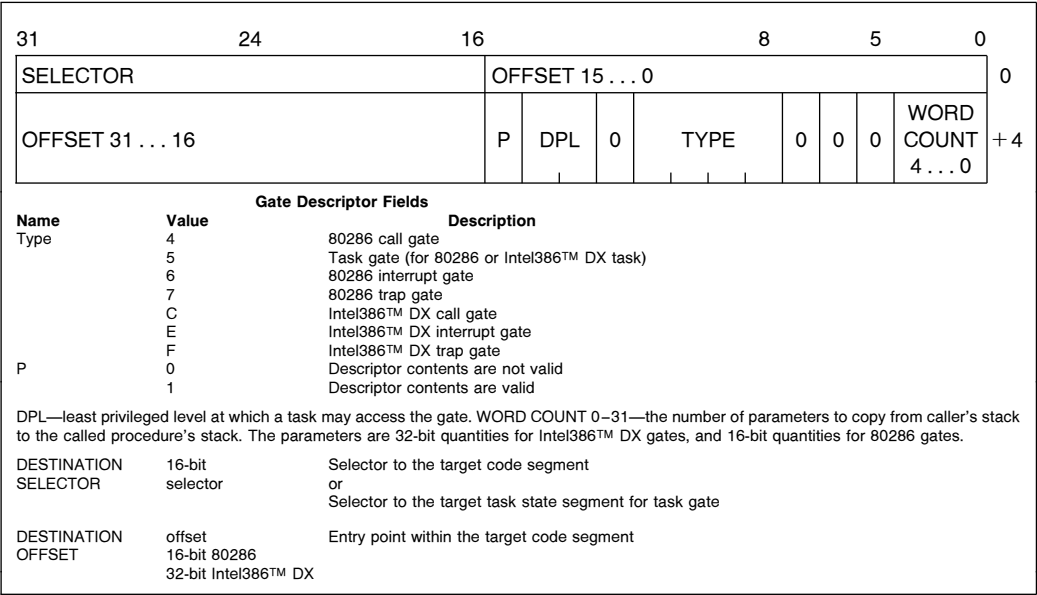 31 24 16 8 5 0
SELECTOR OFFSET 15 . . . 0 0
OFFSET 31 . . . 16 P DPL 0 TYPE 0 0 0 WORD COUNT 4 . . . 0 +4
Gate Descriptor Fields
Name Value Description
Type 4 80286 call gate
5 Task gate (for 80286 or Intel386™ DX task)
6 80286 interrupt gate
7 80286 trap gate
C Intel386™ DX call gate
E Intel386™ DX interrupt gate
F Intel386™ DX trap gate
P 0 Descriptor contents are not valid
1 Descriptor contents are valid
DPL—least privileged level at which a task may access the gate. WORD COUNT 0–31—the number of parameters to copy from caller's stack
to the called procedure's stack. The parameters are 32-bit quantities for Intel386™ DX gates, and 16-bit quantities for 80286 gates.
DESTINATION 16-bit Selector to the target code segment
SELECTOR selector or
Selector to the target task state segment for task gate
DESTINATION offset Entry point within the target code segment
OFFSET 16-bit 80286
32-bit Intel386™ DX